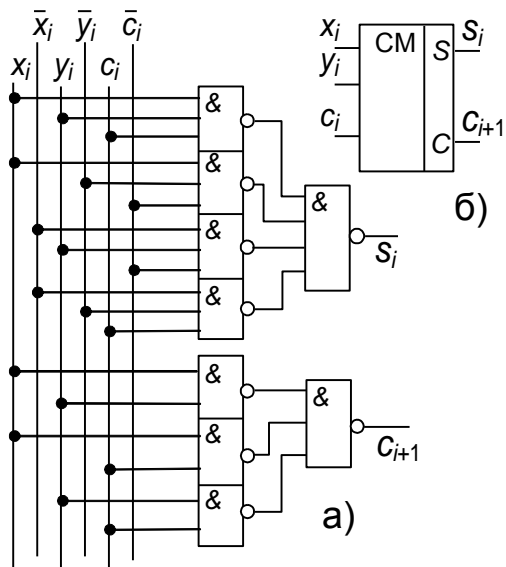 x̄ᵢ ȳᵢ c̄ᵢ
xᵢ yᵢ cᵢ
&
&
&
&
&
sᵢ
&
&
&
&
cᵢ₊₁
а)
xᵢ CM S sᵢ
yᵢ
cᵢ C cᵢ₊₁
б)